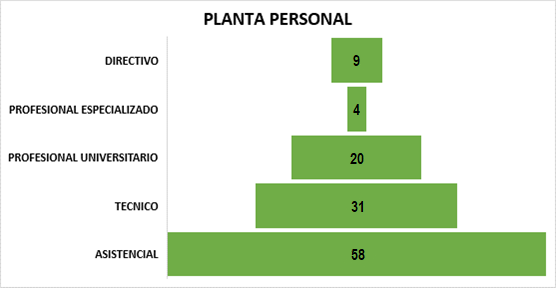 PLANTA PERSONAL
DIRECTIVO 9
PROFESIONAL ESPECIALIZADO 4
PROFESIONAL UNIVERSITARIO 20
TECNICO 31
ASISTENCIAL 58